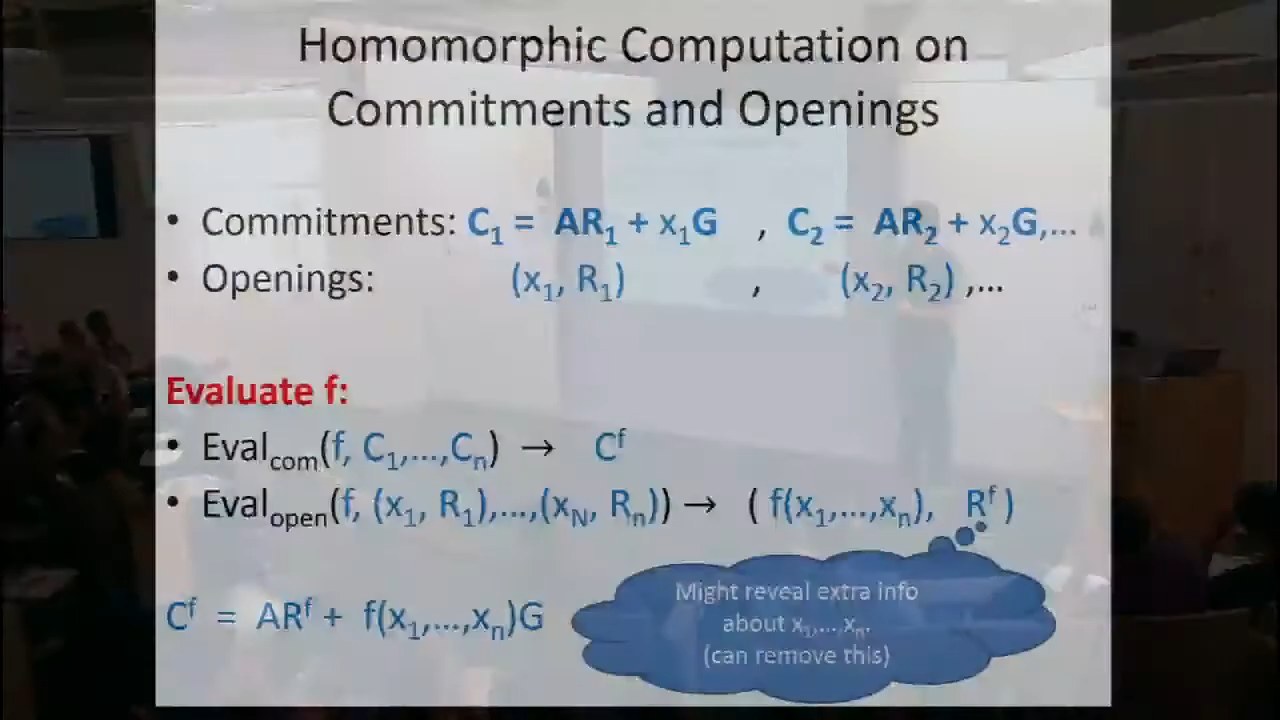 Homomorphic Computation on
Commitments and Openings
• Commitments: C₁ = AR₁ + x₁G , C₂ = AR₂ + x₂G,...
• Openings: (x₁, R₁) , (x₂, R₂) ,...
Evaluate f:
• Evalcom(f, C₁,...,Cₙ) → Cᶠ
• Evalopen(f, (x₁, R₁),...,(x_N, Rₙ)) → ( f(x₁,...,xₙ), Rᶠ )
Cᶠ = ARᶠ + f(x₁,...,xₙ)G
Might reveal extra info
about x₁,... xₙ.
(can remove this)